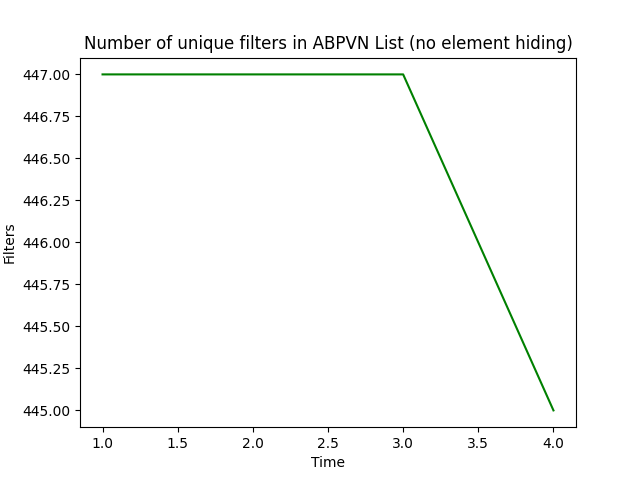 Number of unique filters in ABPVN List (no element hiding)
447.00
446.75
446.50
446.25
446.00
445.75
445.50
445.25
445.00
Filters
1.0 1.5 2.0 2.5 3.0 3.5 4.0
Time